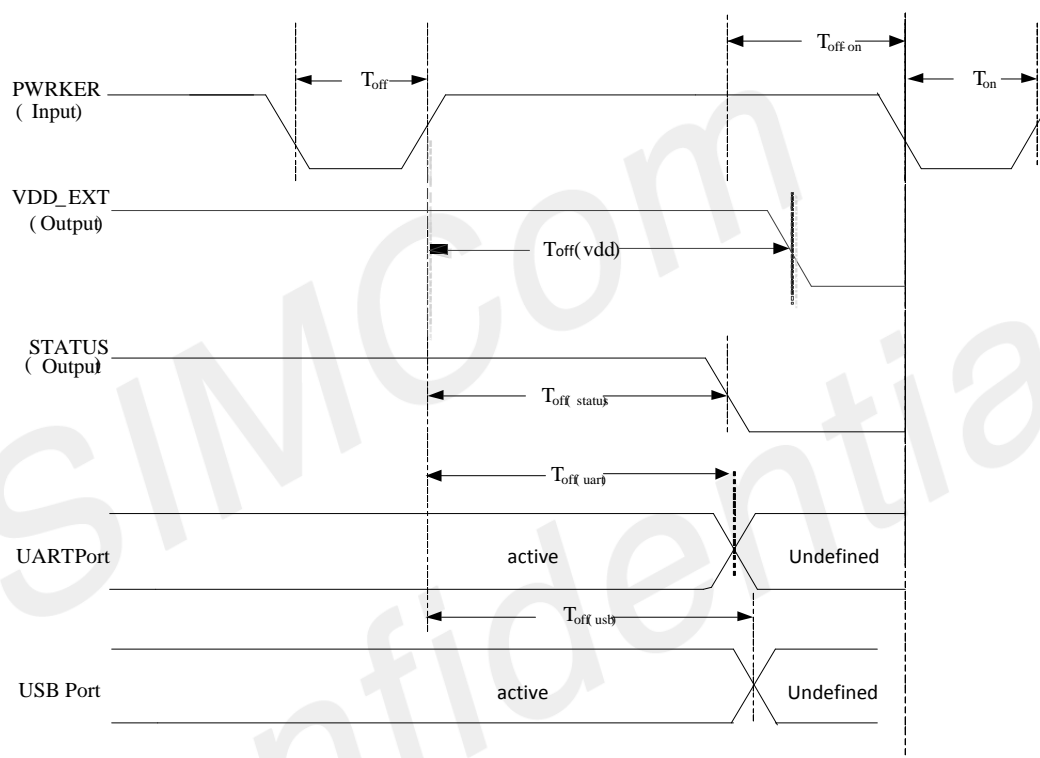 Toff-on
Toff
Ton
PWRKER
( Input)
VDD_EXT
(Output)
Toff(vdd)
STATUS
( Output)
Toff( status)
Toff( uart)
UARTPort
active
Undefined
Toff( usb)
USB Port
active
Undefined
SIMCom
nfidentia